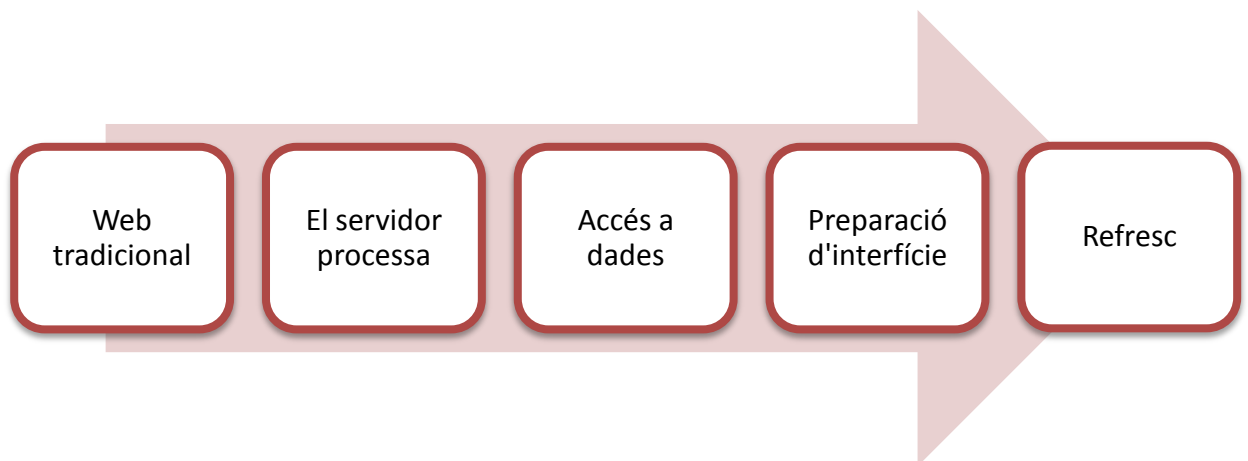 Web
tradicional
El servidor
processa
Accés a
dades
Preparació
d'interfície
Refresc